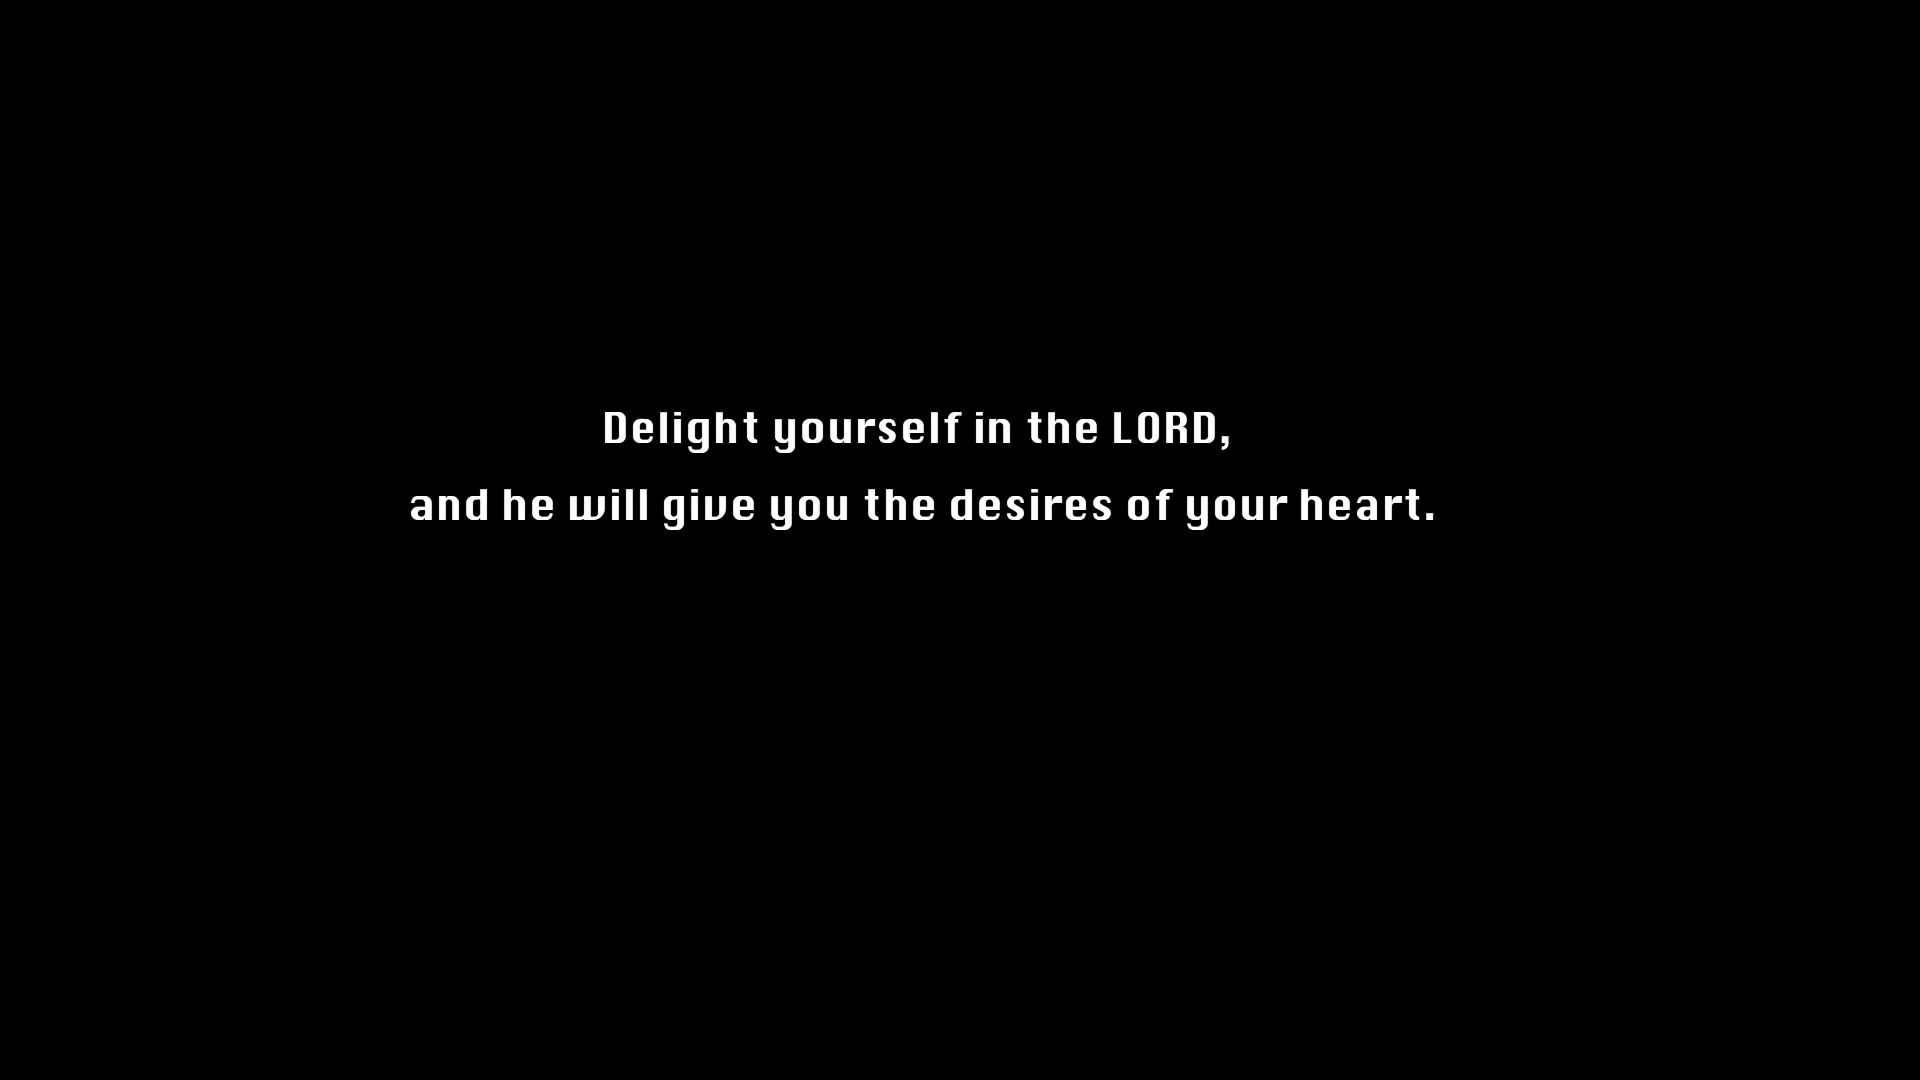 Delight yourself in the LORD,
and he will give you the desires of your heart.